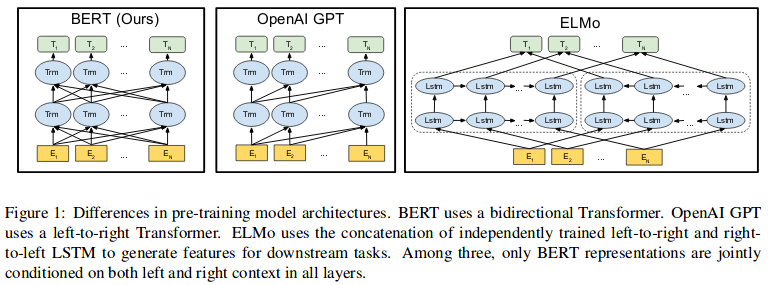 BERT (Ours)
T1 T2 ... TN
Trm Trm ... Trm
Trm Trm ... Trm
E1 E2 ... EN
OpenAI GPT
T1 T2 ... TN
Trm Trm ... Trm
Trm Trm ... Trm
E1 E2 ... EN
ELMo
T1 T2 ... TN
Lstm Lstm ... Lstm Lstm Lstm ... Lstm
Lstm Lstm ... Lstm Lstm Lstm ... Lstm
E1 E2 ... EN
Figure 1: Differences in pre-training model architectures. BERT uses a bidirectional Transformer. OpenAI GPT
uses a left-to-right Transformer. ELMo uses the concatenation of independently trained left-to-right and right-
to-left LSTM to generate features for downstream tasks. Among three, only BERT representations are jointly
conditioned on both left and right context in all layers.